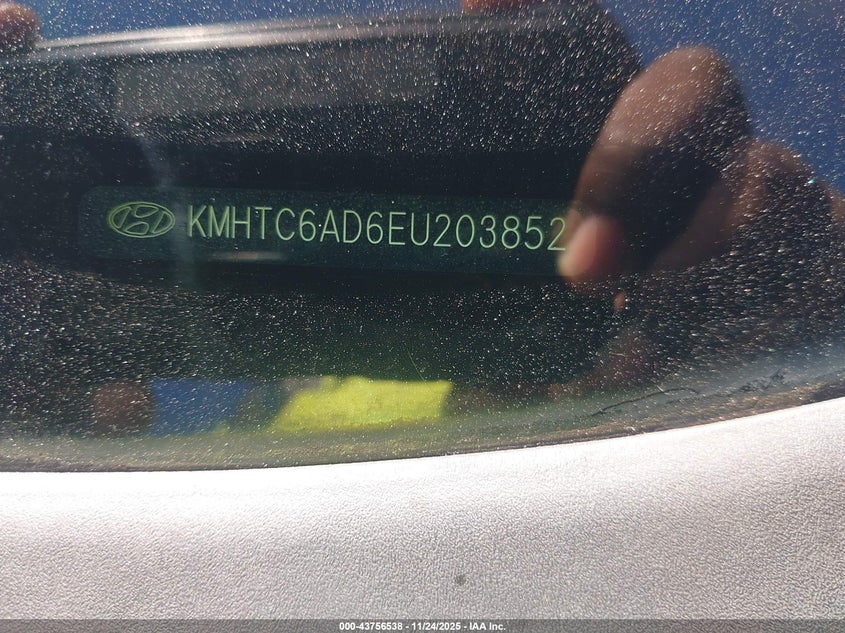 KMHTC6AD6EU203852
000-43756538 - 11/24/2025 - IAA Inc.